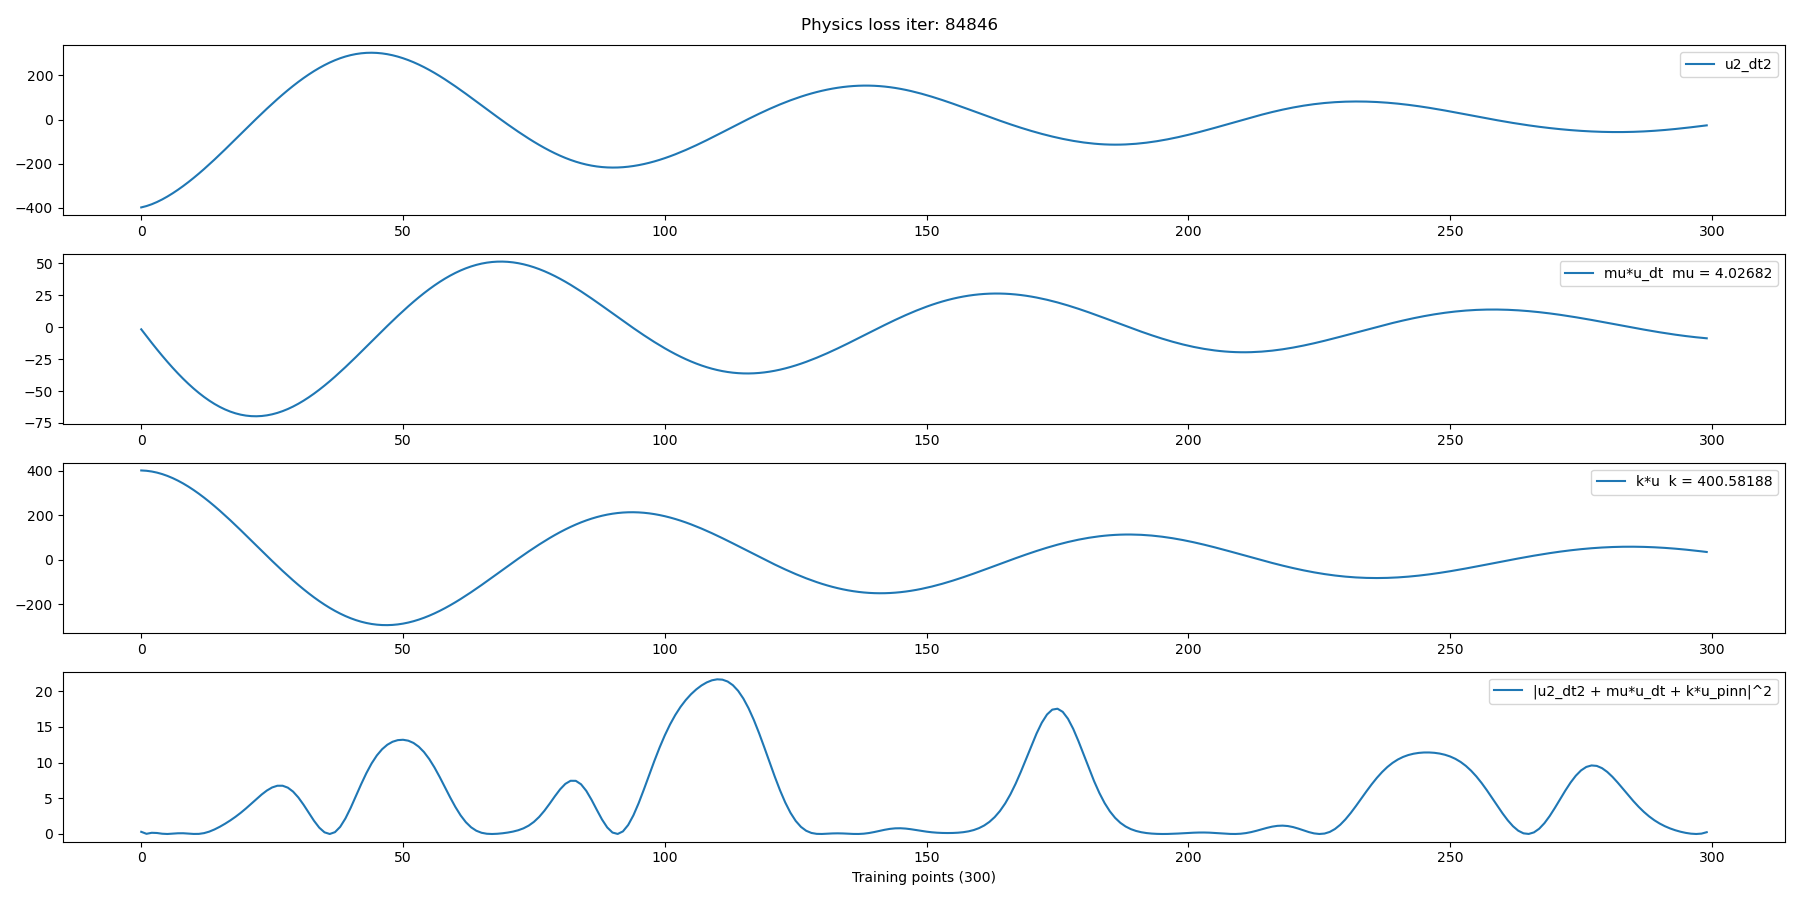 Physics loss iter: 84846
200
0
−200
−400
u2_dt2
0 50 100 150 200 250 300
50
25
0
−25
−50
−75
mu*u_dt  mu = 4.02682
0 50 100 150 200 250 300
400
200
0
−200
k*u  k = 400.58188
0 50 100 150 200 250 300
20
15
10
5
0
|u2_dt2 + mu*u_dt + k*u_pinn|^2
0 50 100 150 200 250 300
Training points (300)